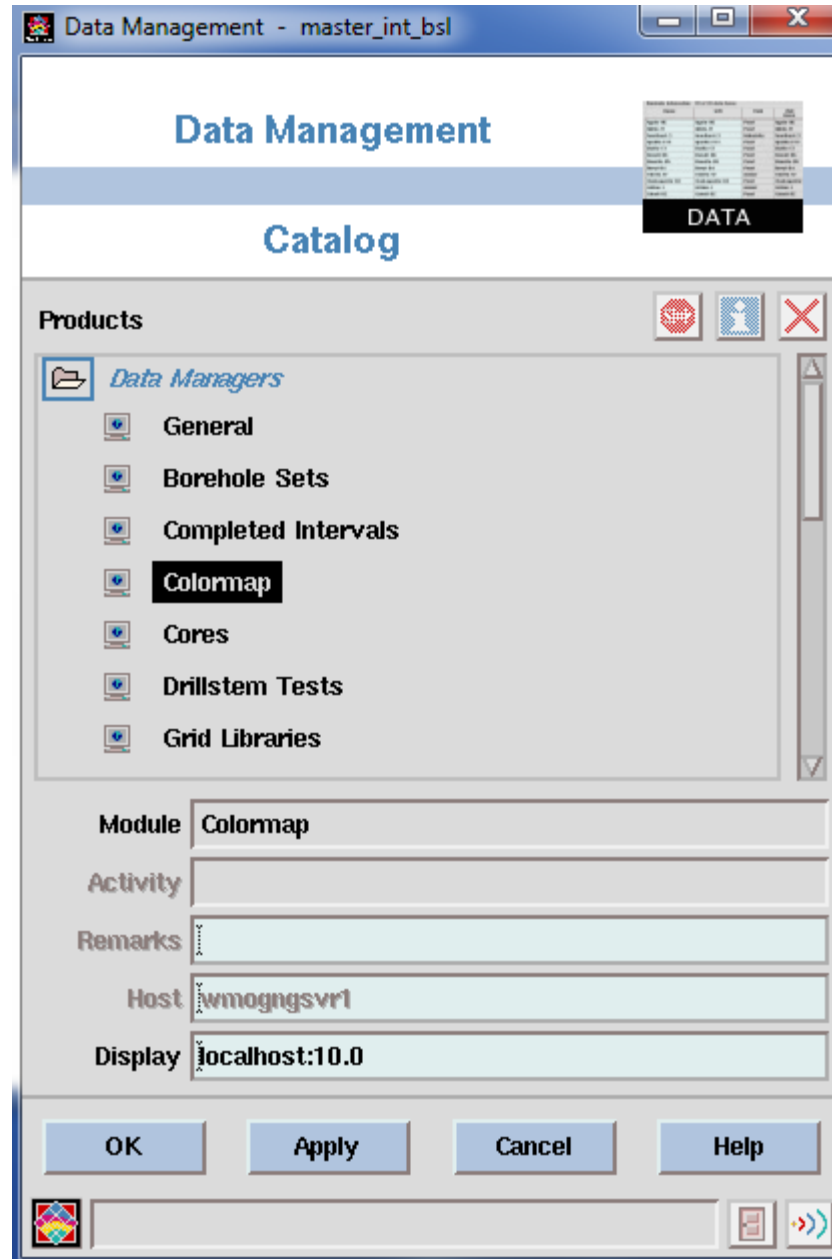 Data Management - master_int_bsl
Data Management
Catalog
DATA
Products
Data Managers
General
Borehole Sets
Completed Intervals
Colormap
Cores
Drillstem Tests
Grid Libraries
Module Colormap
Activity
Remarks
Host wmogngsvr1
Display localhost:10.0
OK Apply Cancel Help